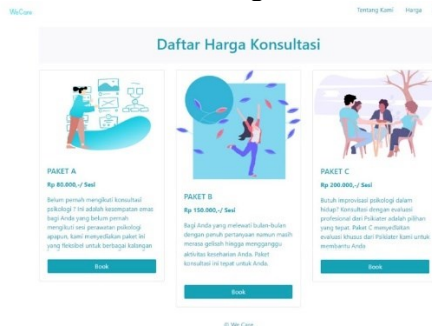 WeCare
Tentang Kami Harga
Daftar Harga Konsultasi
PAKET A
Rp 80.000,-/ Sesi
Belum pernah mengikuti konsultasi
psikologi ? Ini adalah kesempatan emas
bagi Anda yang belum pernah
mengikuti sesi perawatan psikologi
apapun, kami menyediakan paket ini
yang fleksibel untuk berbagai kalangan
Book
PAKET B
Rp 150.000,-/ Sesi
Bagi Anda yang melewati bulan-bulan
dengan penuh pertanyaan namun masih
merasa gelisah hingga mengganggu
aktivitas keseharian Anda. Paket
konsultasi ini tepat untuk Anda.
Book
PAKET C
Rp 200.000,-/ Sesi
Butuh improvisasi psikologi dalam
hidup? Konsultasi dengan evaluasi
profesional dari Psikiater adalah pilihan
yang tepat. Paket C menyediakan
evaluasi khusus dari Psikiater kami untuk
membantu Anda.
Book
© We Care